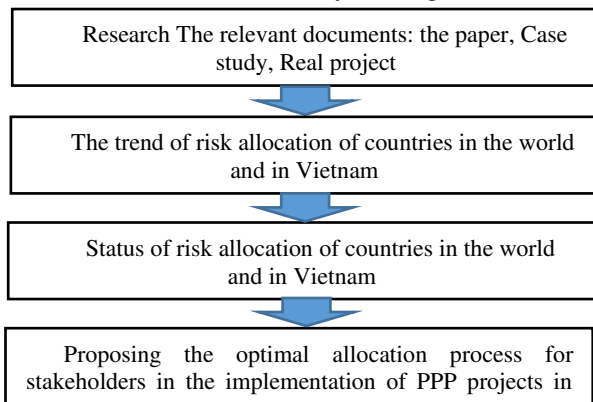 Research The relevant documents: the paper, Case
study, Real project
The trend of risk allocation of countries in the world
and in Vietnam
Status of risk allocation of countries in the world
and in Vietnam
Proposing the optimal allocation process for
stakeholders in the implementation of PPP projects in